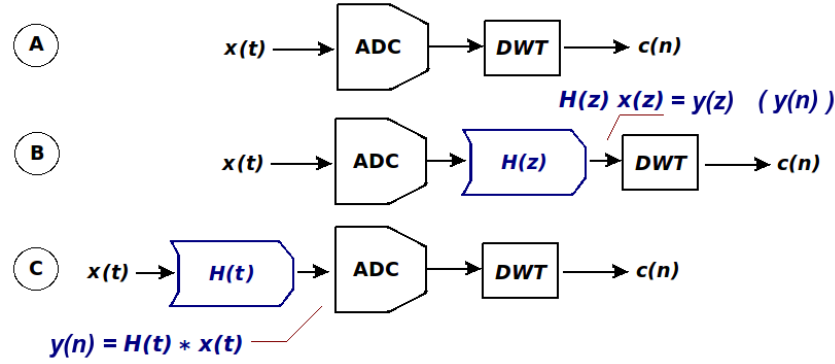 A x(t) ADC DWT c(n)
H(z) x(z) = y(z) ( y(n) )
B x(t) ADC H(z) DWT c(n)
C x(t) H(t) ADC DWT c(n)
y(n) = H(t) * x(t)